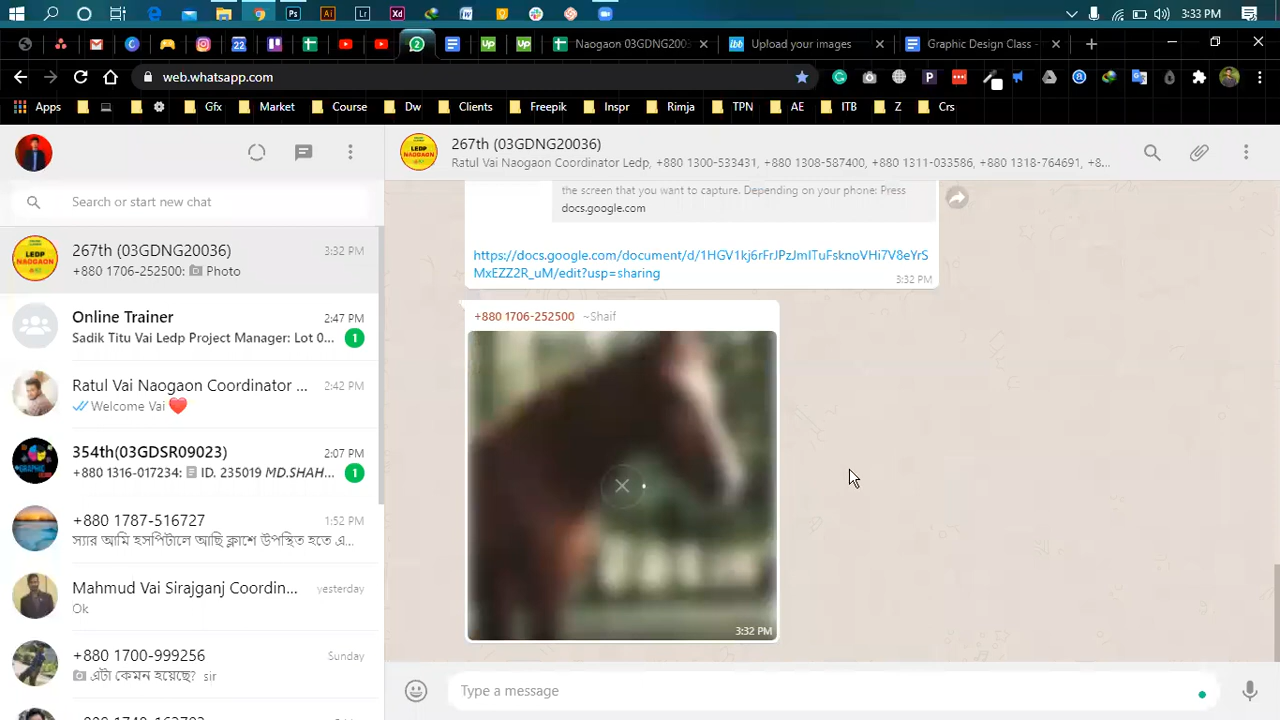 3:33 PM
Naogaon 03GDNG200
Upload your images
Graphic Design Class -
web.whatsapp.com
Apps
Gfx
Market
Course
Dw
Clients
Freepik
Inspr
Rimja
TPN
AE
ITB
Z
Crs
267th (03GDNG20036)
Ratul Vai Naogaon Coordinator Ledp, +880 1300-533431, +880 1308-587400, +880 1311-033586, +880 1318-764691, +8...
Search or start new chat
267th (03GDNG20036)
3:32 PM
+880 1706-252500: Photo
Online Trainer
2:47 PM
Sadik Titu Vai Ledp Project Manager: Lot 0...
1
Ratul Vai Naogaon Coordinator ...
2:42 PM
Welcome Vai ❤️
354th(03GDSR09023)
2:07 PM
+880 1316-017234: ID. 235019 MD.SHAH...
1
+880 1787-516727
1:52 PM
স্যার আমি হসপিটালে আছি ক্লাশে উপস্থিত হতে এ...
Mahmud Vai Sirajganj Coordin...
yesterday
Ok
+880 1700-999256
Sunday
এটা কেমন হয়েছে? sir
the screen that you want to capture. Depending on your phone: Press
docs.google.com
https://docs.google.com/document/d/1HGV1kj6rFrJPzJmlTuFsknoVHi7V8eYrS
MxEZZ2R_uM/edit?usp=sharing
3:32 PM
+880 1706-252500 ~Shaif
3:32 PM
Type a message